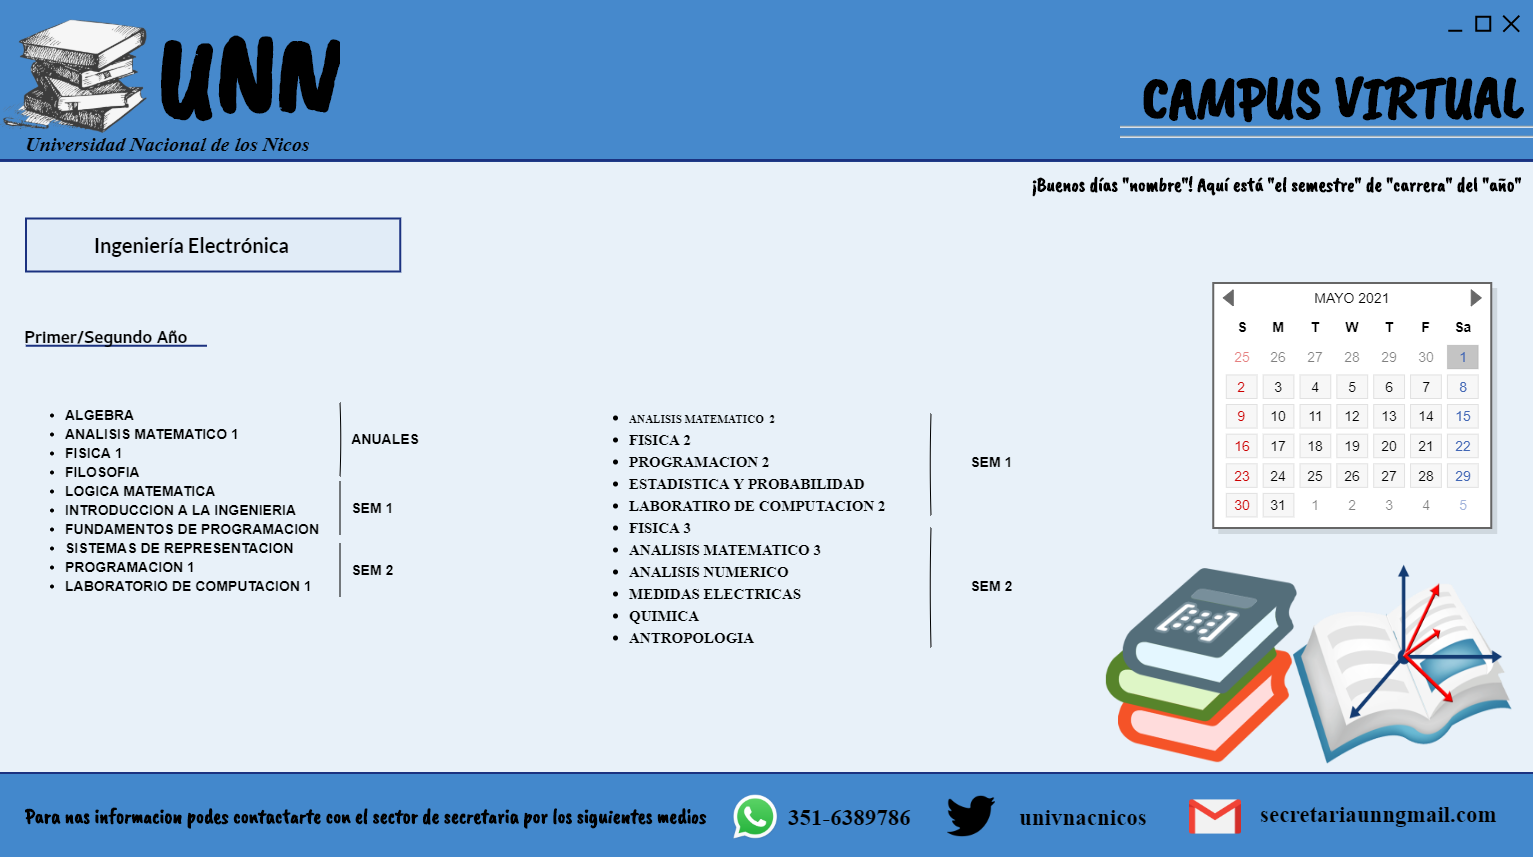 UNN
Universidad Nacional de los Nicos
CAMPUS VIRTUAL
¡Buenos días "nombre"! Aquí está "el semestre" de "carrera" del "año"
Ingeniería Electrónica
Primer/Segundo Año
ALGEBRA
ANALISIS MATEMATICO 1
FISICA 1
FILOSOFIA
ANUALES
LOGICA MATEMATICA
INTRODUCCION A LA INGENIERIA
FUNDAMENTOS DE PROGRAMACION
SEM 1
SISTEMAS DE REPRESENTACION
PROGRAMACION 1
LABORATORIO DE COMPUTACION 1
SEM 2
ANALISIS MATEMATICO 2
FISICA 2
PROGRAMACION 2
ESTADISTICA Y PROBABILIDAD
LABORATIRO DE COMPUTACION 2
SEM 1
FISICA 3
ANALISIS MATEMATICO 3
ANALISIS NUMERICO
MEDIDAS ELECTRICAS
QUIMICA
ANTROPOLOGIA
SEM 2
MAYO 2021
S M T W T F Sa
25 26 27 28 29 30 1
2 3 4 5 6 7 8
9 10 11 12 13 14 15
16 17 18 19 20 21 22
23 24 25 26 27 28 29
30 31 1 2 3 4 5
Para nas informacion podes contactarte con el sector de secretaria por los siguientes medios
351-6389786
univnacnicos
secretariaunngmail.com